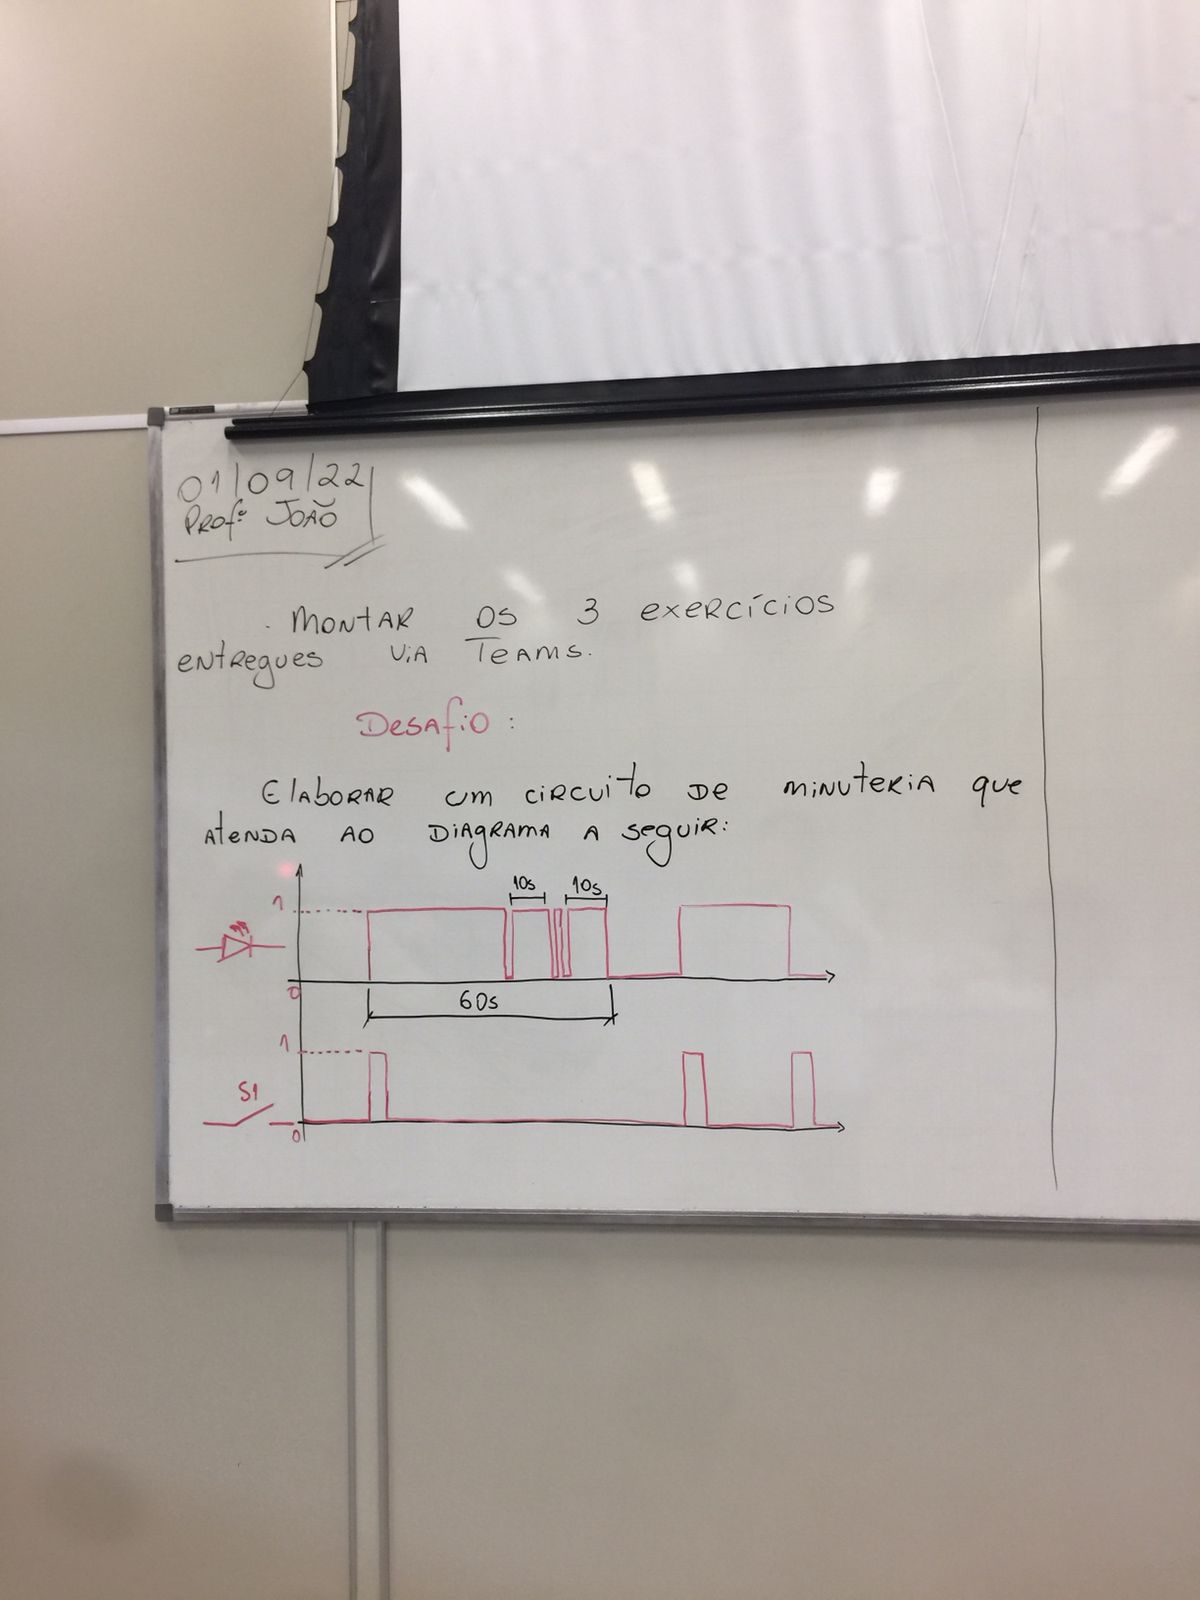 01/09/22
Profº João
. Montar os 3 exercícios
entregues via Teams.
Desafio:
Elaborar um circuito de minuteria que
atenda ao diagrama a seguir:
10s 10s
1
0
60s
1
S1
0